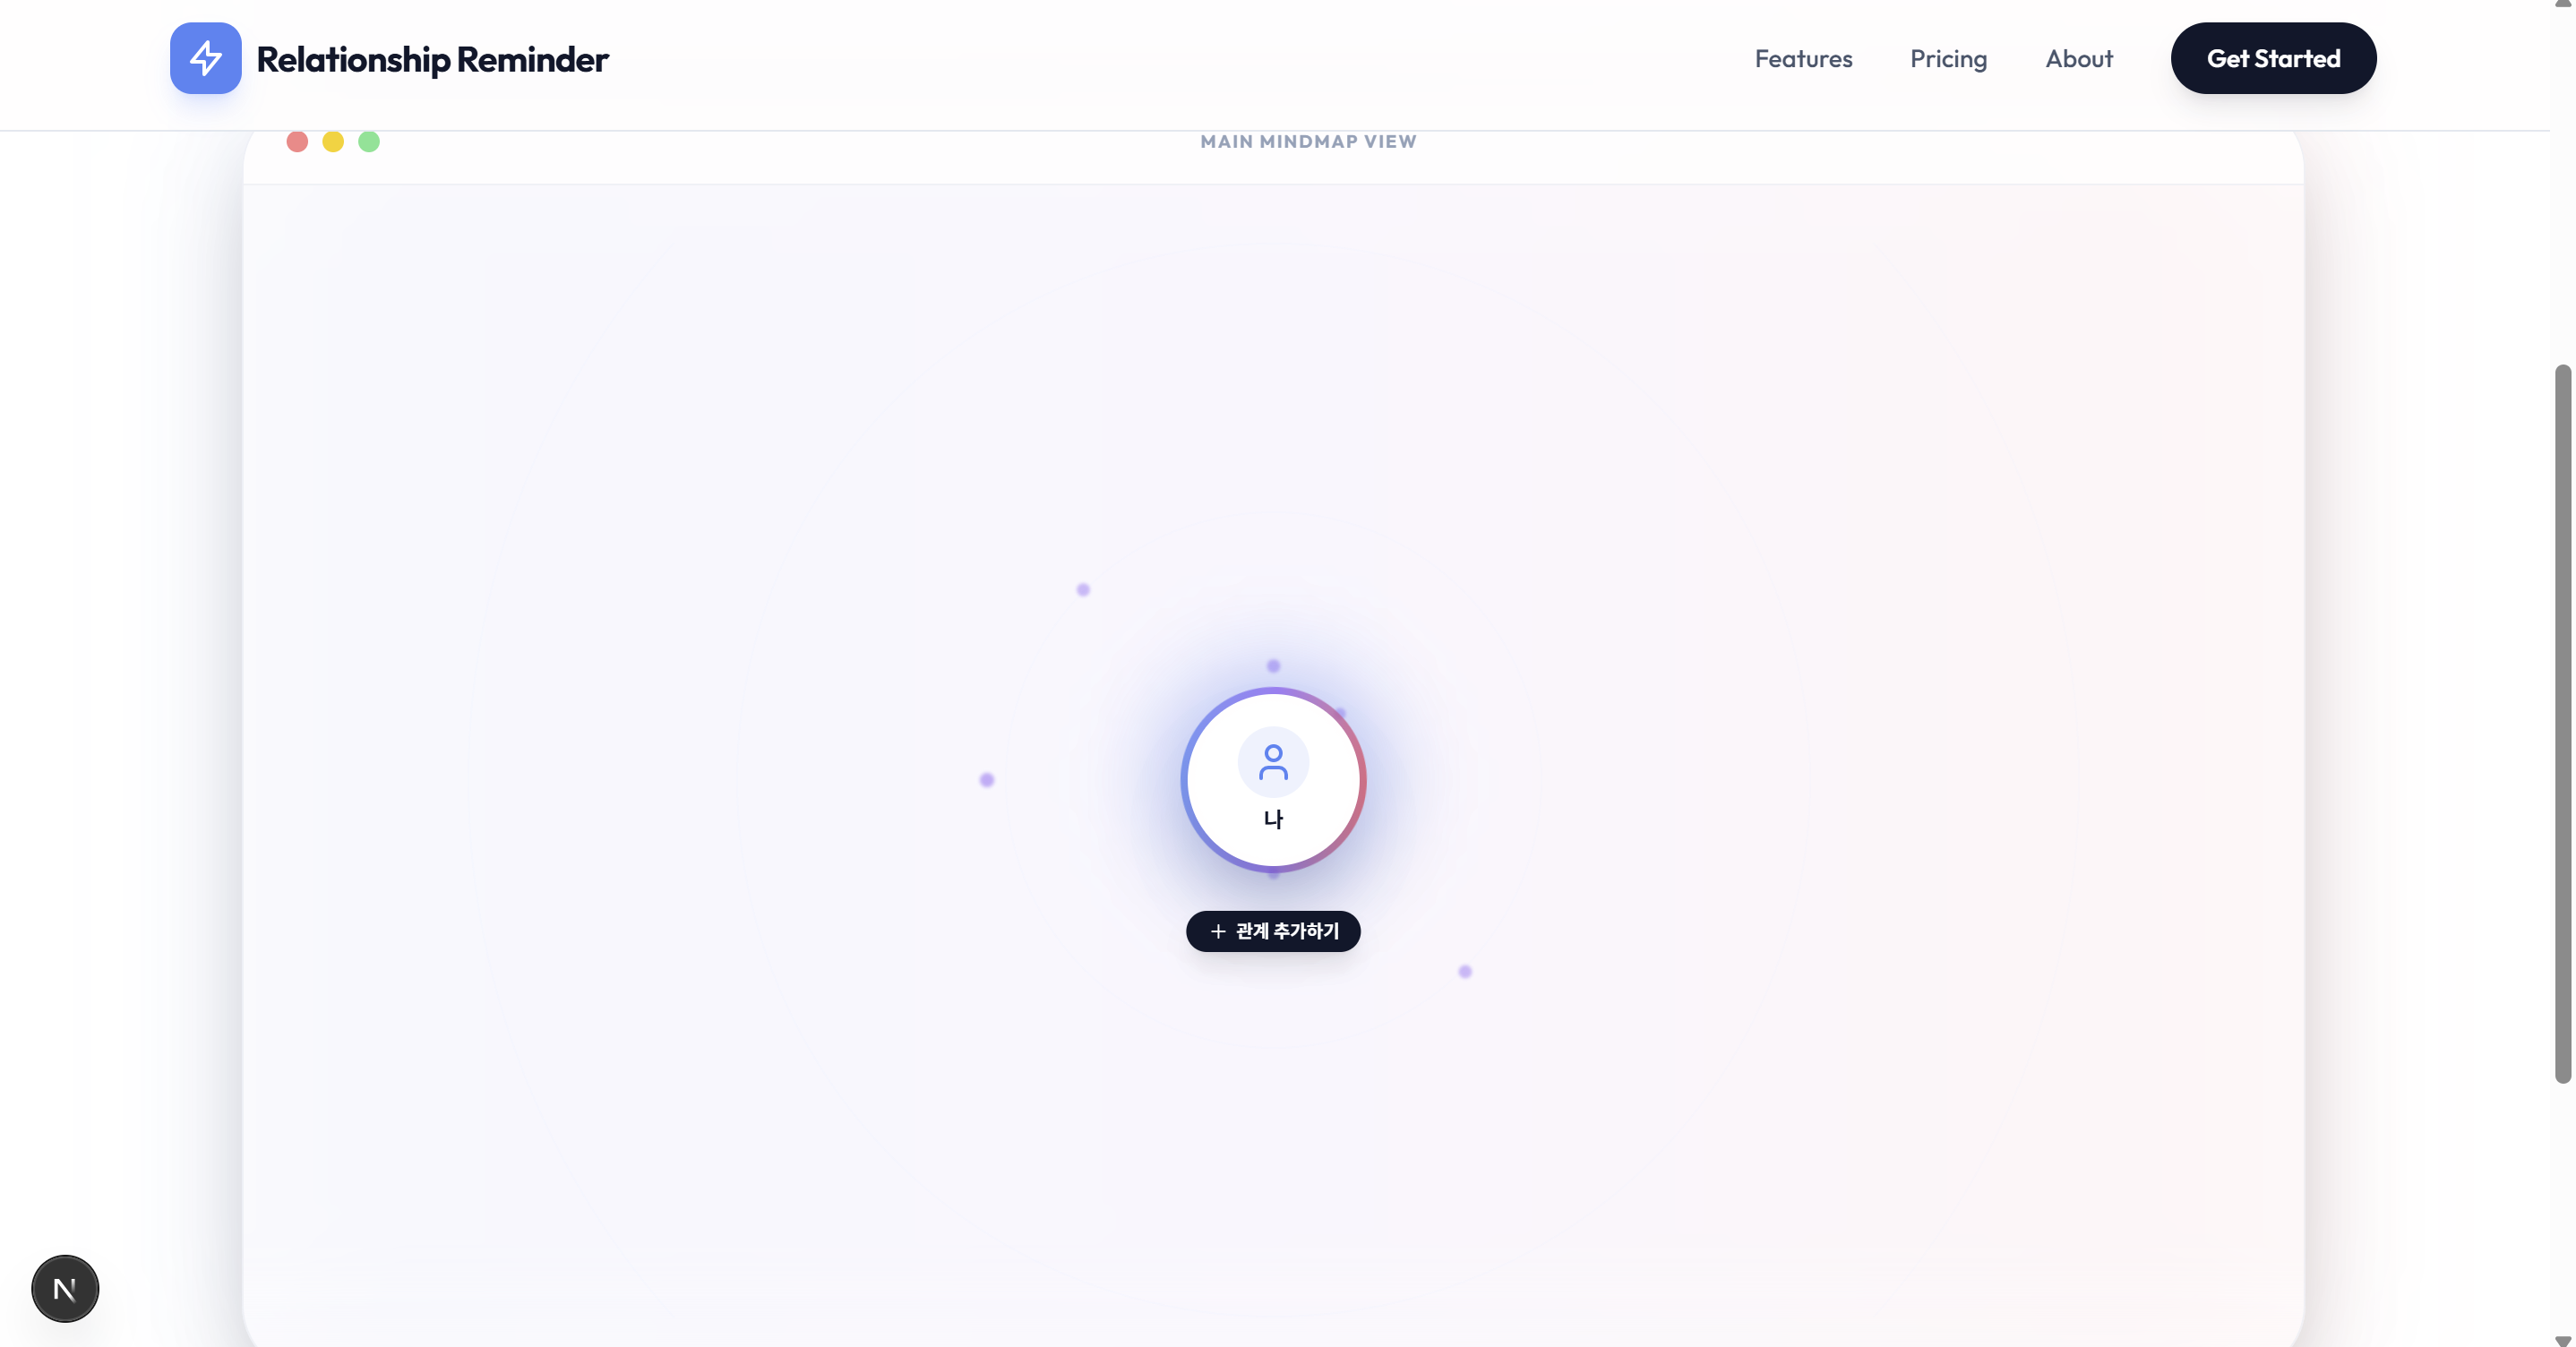 Relationship Reminder
Features
Pricing
About
Get Started
MAIN MINDMAP VIEW
나
+ 관계 추가하기
N